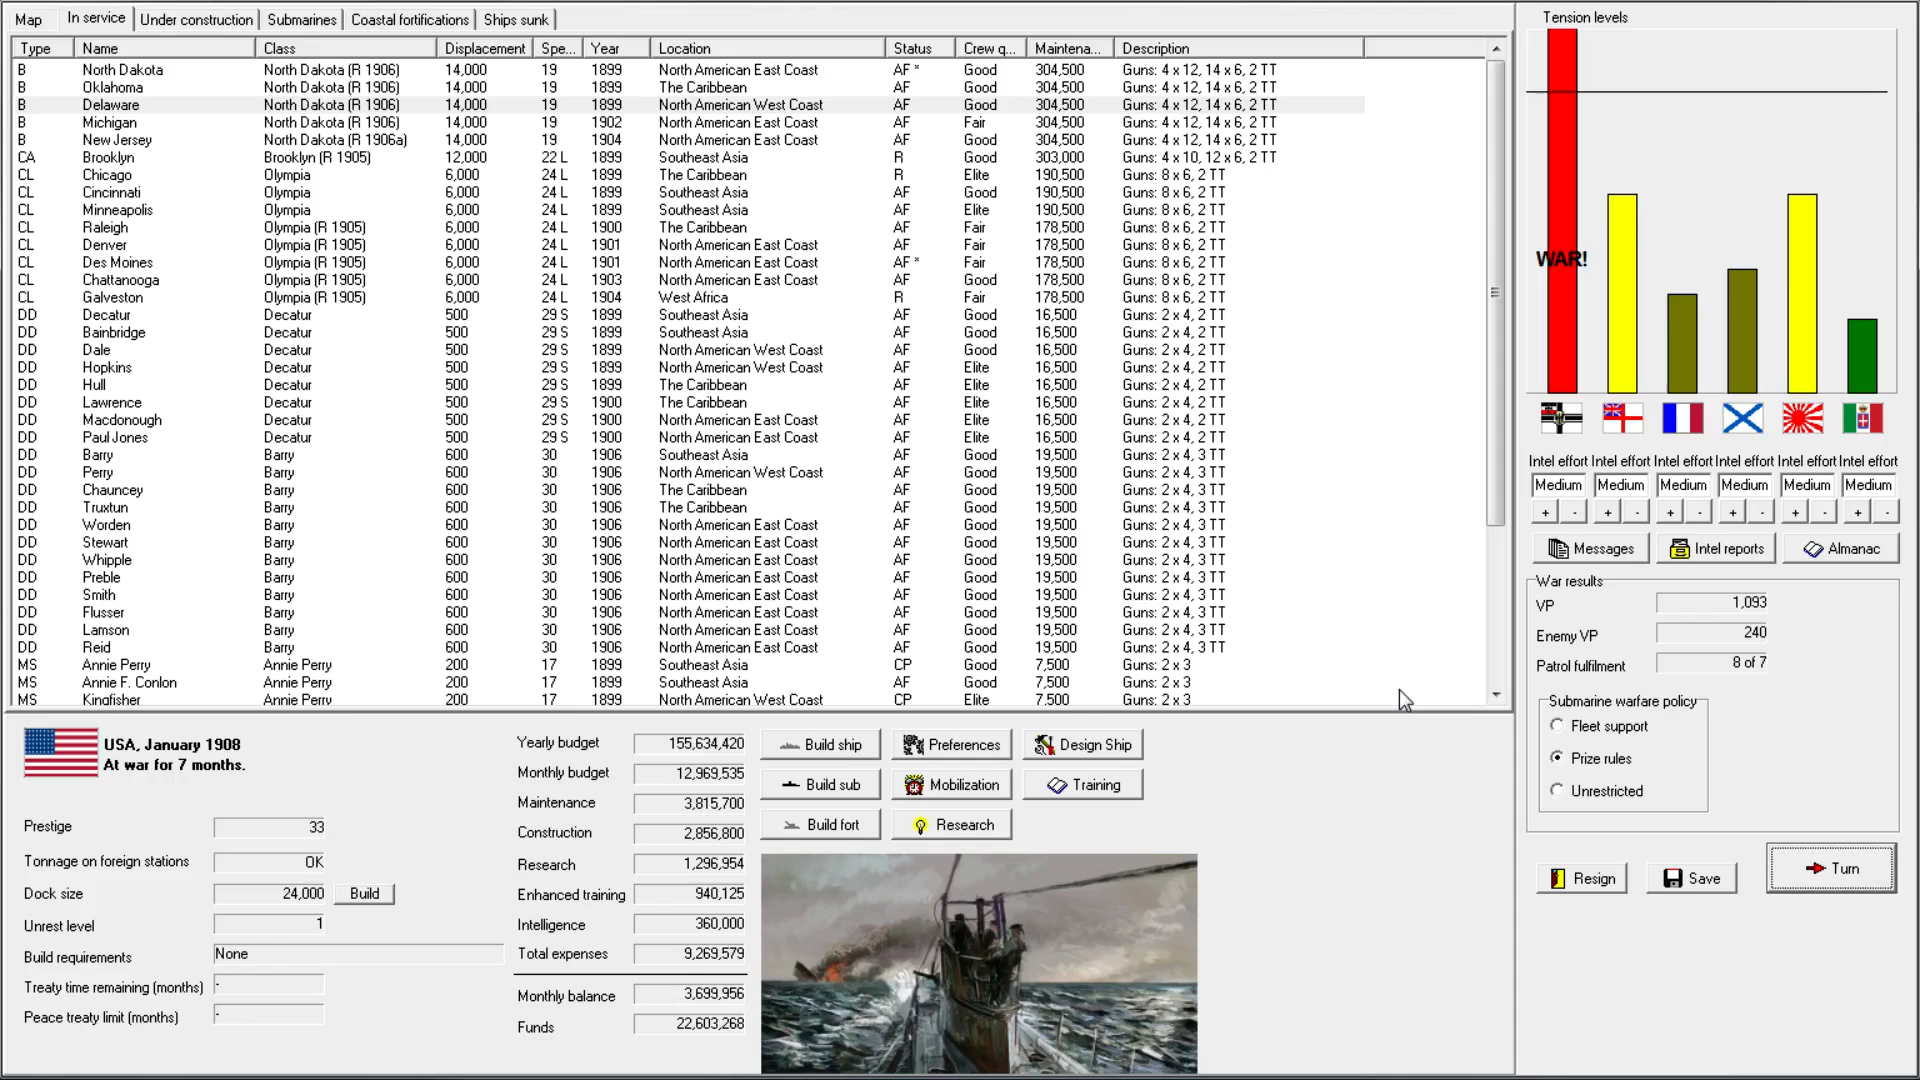 Map In service Under construction Submarines Coastal fortifications Ships sunk
Type Name Class Displacement Spe... Year Location Status Crew q... Maintena... Description
B North Dakota North Dakota (R 1906) 14,000 19 1899 North American East Coast AF * Good 304,500 Guns: 4 x 12, 14 x 6, 2 TT
B Oklahoma North Dakota (R 1906) 14,000 19 1899 The Caribbean AF Good 304,500 Guns: 4 x 12, 14 x 6, 2 TT
B Delaware North Dakota (R 1906) 14,000 19 1899 North American West Coast AF Good 304,500 Guns: 4 x 12, 14 x 6, 2 TT
B Michigan North Dakota (R 1906) 14,000 19 1902 North American East Coast AF Fair 304,500 Guns: 4 x 12, 14 x 6, 2 TT
B New Jersey North Dakota (R 1906a) 14,000 19 1904 North American East Coast AF Good 304,500 Guns: 4 x 12, 14 x 6, 2 TT
CA Brooklyn Brooklyn (R 1905) 12,000 22 L 1899 Southeast Asia R Good 303,000 Guns: 4 x 10, 12 x 6, 2 TT
CL Chicago Olympia 6,000 24 L 1899 The Caribbean R Elite 190,500 Guns: 8 x 6, 2 TT
CL Cincinnati Olympia 6,000 24 L 1899 Southeast Asia AF Good 190,500 Guns: 8 x 6, 2 TT
CL Minneapolis Olympia 6,000 24 L 1899 Southeast Asia AF Elite 190,500 Guns: 8 x 6, 2 TT
CL Raleigh Olympia (R 1905) 6,000 24 L 1900 The Caribbean AF Fair 178,500 Guns: 8 x 6, 2 TT
CL Denver Olympia (R 1905) 6,000 24 L 1901 North American East Coast AF Fair 178,500 Guns: 8 x 6, 2 TT
CL Des Moines Olympia (R 1905) 6,000 24 L 1901 North American East Coast AF * Fair 178,500 Guns: 8 x 6, 2 TT
CL Chattanooga Olympia (R 1905) 6,000 24 L 1903 North American East Coast AF Good 178,500 Guns: 8 x 6, 2 TT
CL Galveston Olympia (R 1905) 6,000 24 L 1904 West Africa R Fair 178,500 Guns: 8 x 6, 2 TT
DD Decatur Decatur 500 29 S 1899 Southeast Asia AF Good 16,500 Guns: 2 x 4, 2 TT
DD Bainbridge Decatur 500 29 S 1899 Southeast Asia AF Good 16,500 Guns: 2 x 4, 2 TT
DD Dale Decatur 500 29 S 1899 North American West Coast AF Good 16,500 Guns: 2 x 4, 2 TT
DD Hopkins Decatur 500 29 S 1899 North American West Coast AF Elite 16,500 Guns: 2 x 4, 2 TT
DD Hull Decatur 500 29 S 1899 The Caribbean AF Elite 16,500 Guns: 2 x 4, 2 TT
DD Lawrence Decatur 500 29 S 1900 The Caribbean AF Elite 16,500 Guns: 2 x 4, 2 TT
DD Macdonough Decatur 500 29 S 1900 North American East Coast AF Elite 16,500 Guns: 2 x 4, 2 TT
DD Paul Jones Decatur 500 29 S 1900 North American East Coast AF Elite 16,500 Guns: 2 x 4, 2 TT
DD Barry Barry 600 30 1906 Southeast Asia AF Good 19,500 Guns: 2 x 4, 3 TT
DD Perry Barry 600 30 1906 North American West Coast AF Good 19,500 Guns: 2 x 4, 3 TT
DD Chauncey Barry 600 30 1906 The Caribbean AF Good 19,500 Guns: 2 x 4, 3 TT
DD Truxtun Barry 600 30 1906 The Caribbean AF Good 19,500 Guns: 2 x 4, 3 TT
DD Worden Barry 600 30 1906 North American East Coast AF Good 19,500 Guns: 2 x 4, 3 TT
DD Stewart Barry 600 30 1906 North American East Coast AF Good 19,500 Guns: 2 x 4, 3 TT
DD Whipple Barry 600 30 1906 North American East Coast AF Good 19,500 Guns: 2 x 4, 3 TT
DD Preble Barry 600 30 1906 North American East Coast AF Good 19,500 Guns: 2 x 4, 3 TT
DD Smith Barry 600 30 1906 North American East Coast AF Good 19,500 Guns: 2 x 4, 3 TT
DD Flusser Barry 600 30 1906 North American East Coast AF Good 19,500 Guns: 2 x 4, 3 TT
DD Lamson Barry 600 30 1906 North American East Coast AF Good 19,500 Guns: 2 x 4, 3 TT
DD Reid Barry 600 30 1906 North American East Coast AF Good 19,500 Guns: 2 x 4, 3 TT
MS Annie Perry Annie Perry 200 17 1899 Southeast Asia CP Good 7,500 Guns: 2 x 3
MS Annie F. Conlon Annie Perry 200 17 1899 Southeast Asia AF Good 7,500 Guns: 2 x 3
MS Kingfisher Annie Perry 200 17 1899 North American West Coast CP Elite 7,500 Guns: 2 x 3
USA, January 1908
At war for 7 months.
Prestige 33
Tonnage on foreign stations OK
Dock size 24,000 Build
Unrest level 1
Build requirements None
Treaty time remaining (months) -
Peace treaty limit (months) -
Yearly budget 155,634,420
Monthly budget 12,969,535
Maintenance 3,815,700
Construction 2,856,800
Research 1,296,954
Enhanced training 940,125
Intelligence 360,000
Total expenses 9,269,579
Monthly balance 3,699,956
Funds 22,603,268
Build ship Preferences Design Ship
Build sub Mobilization Training
Build fort Research
Tension levels
WAR!
Intel effort Intel effort Intel effort Intel effort Intel effort Intel effort
Medium Medium Medium Medium Medium Medium
+ - + - + - + - + - + -
Messages Intel reports Almanac
War results
VP 1,093
Enemy VP 240
Patrol fulfilment 8 of 7
Submarine warfare policy
Fleet support
Prize rules
Unrestricted
Resign Save Turn